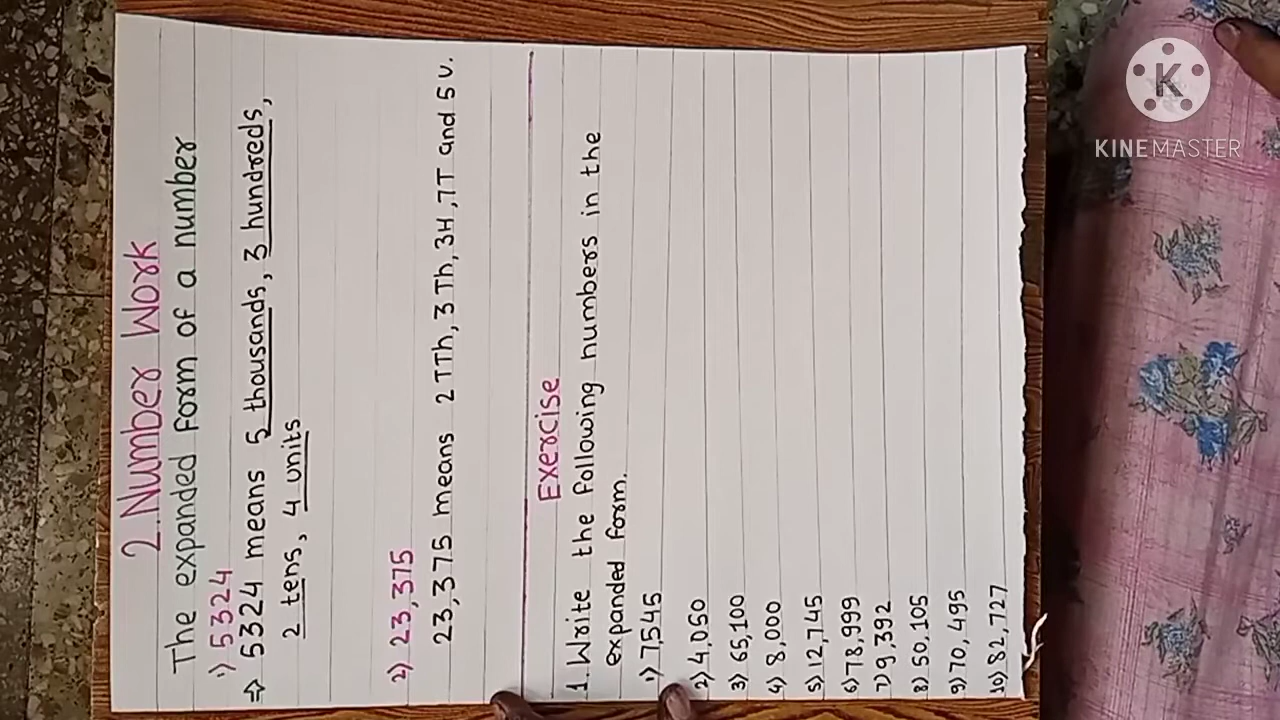 2. Number Work
The expanded form of a number
1) 5324
⇒ 5324 means 5 thousands, 3 hundreds,
2 tens, 4 units
2) 23,375
23,375 means 2 TTh, 3 Th, 3H, 7T and 5 U.
Exercise
1. Write the following numbers in the
expanded form.
1) 7,545
2) 4,050
3) 65,100
4) 8,000
5) 12,745
6) 78,999
7) 9,392
8) 50,105
9) 70,495
10) 82,727
K
KINEMASTER